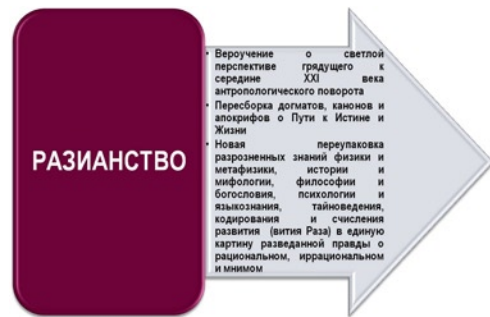 РАЗИАНСТВО
• Вероучение о светлой
перспективе грядущего к
середине XXI века
антропологического поворота
• Пересборка догматов, канонов и
апокрифов о Пути к Истине и
Жизни
• Новая переупаковка
разрозненных знаний физики и
метафизики, истории и
мифологии, философии и
богословия, психологии и
языкознания, тайноведения,
кодирования и счисления
развития (вития Раза) в единую
картину разведанной правды о
рациональном, иррациональном
и мнимом